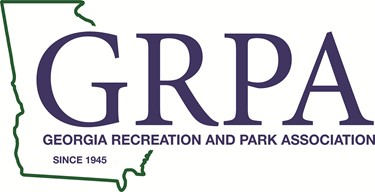 GRPA
GEORGIA RECREATION AND PARK ASSOCIATION
SINCE 1945